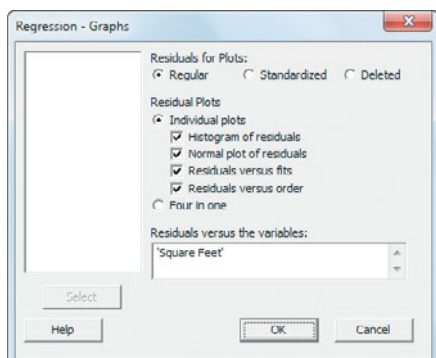 Regression - Graphs
Residuals for Plots:
Regular Standardized Deleted
Residual Plots
Individual plots
Histogram of residuals
Normal plot of residuals
Residuals versus fits
Residuals versus order
Four in one
Residuals versus the variables:
'Square Feet'
Select
Help OK Cancel